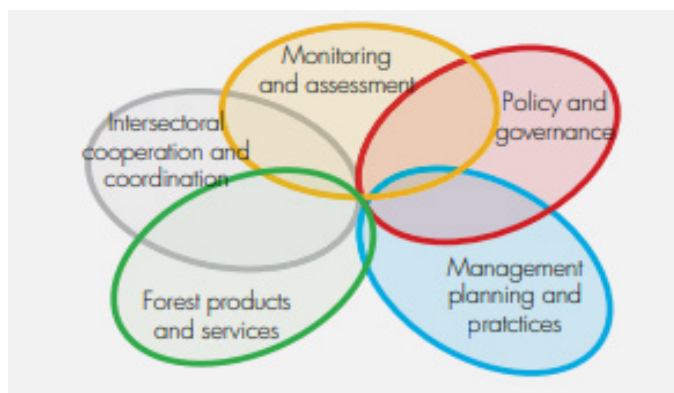 Monitoring
and assessment
Policy and
governance
Intersectoral
cooperation and
coordination
Management
planning and
pratctices
Forest products
and services